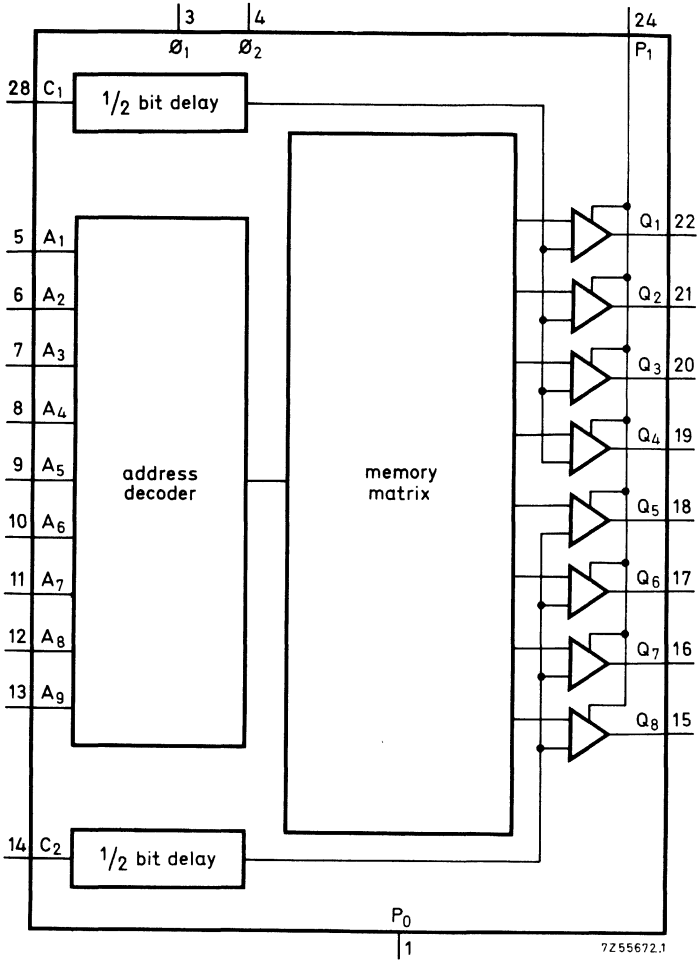 3 4 24
Ø1 Ø2 P1
28 C1 1/2 bit delay
Q1 22
5 A1
6 A2 Q2 21
7 A3 Q3 20
8 A4 Q4 19
9 A5 address decoder memory matrix
10 A6 Q5 18
11 A7 Q6 17
12 A8 Q7 16
13 A9 Q8 15
14 C2 1/2 bit delay
P0
1 7Z55672.1